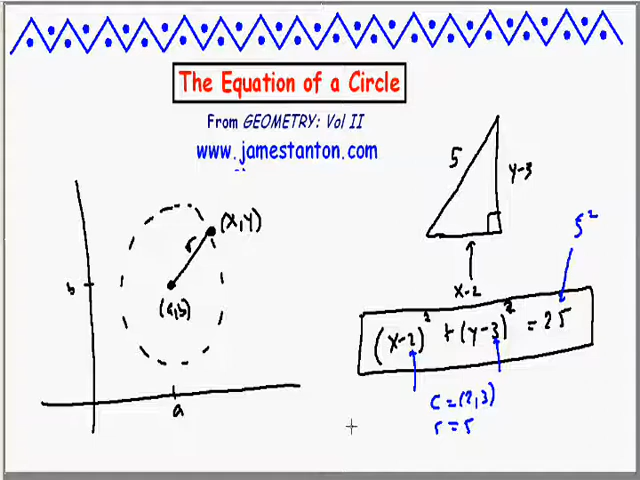 The Equation of a Circle
From GEOMETRY: Vol II
www.jamestanton.com
5
y-3
(x,y)
r
5²
b
(a,b)
x-2
(x-2)² + (y-3)² = 25
a
C = (2,3)
r = 5